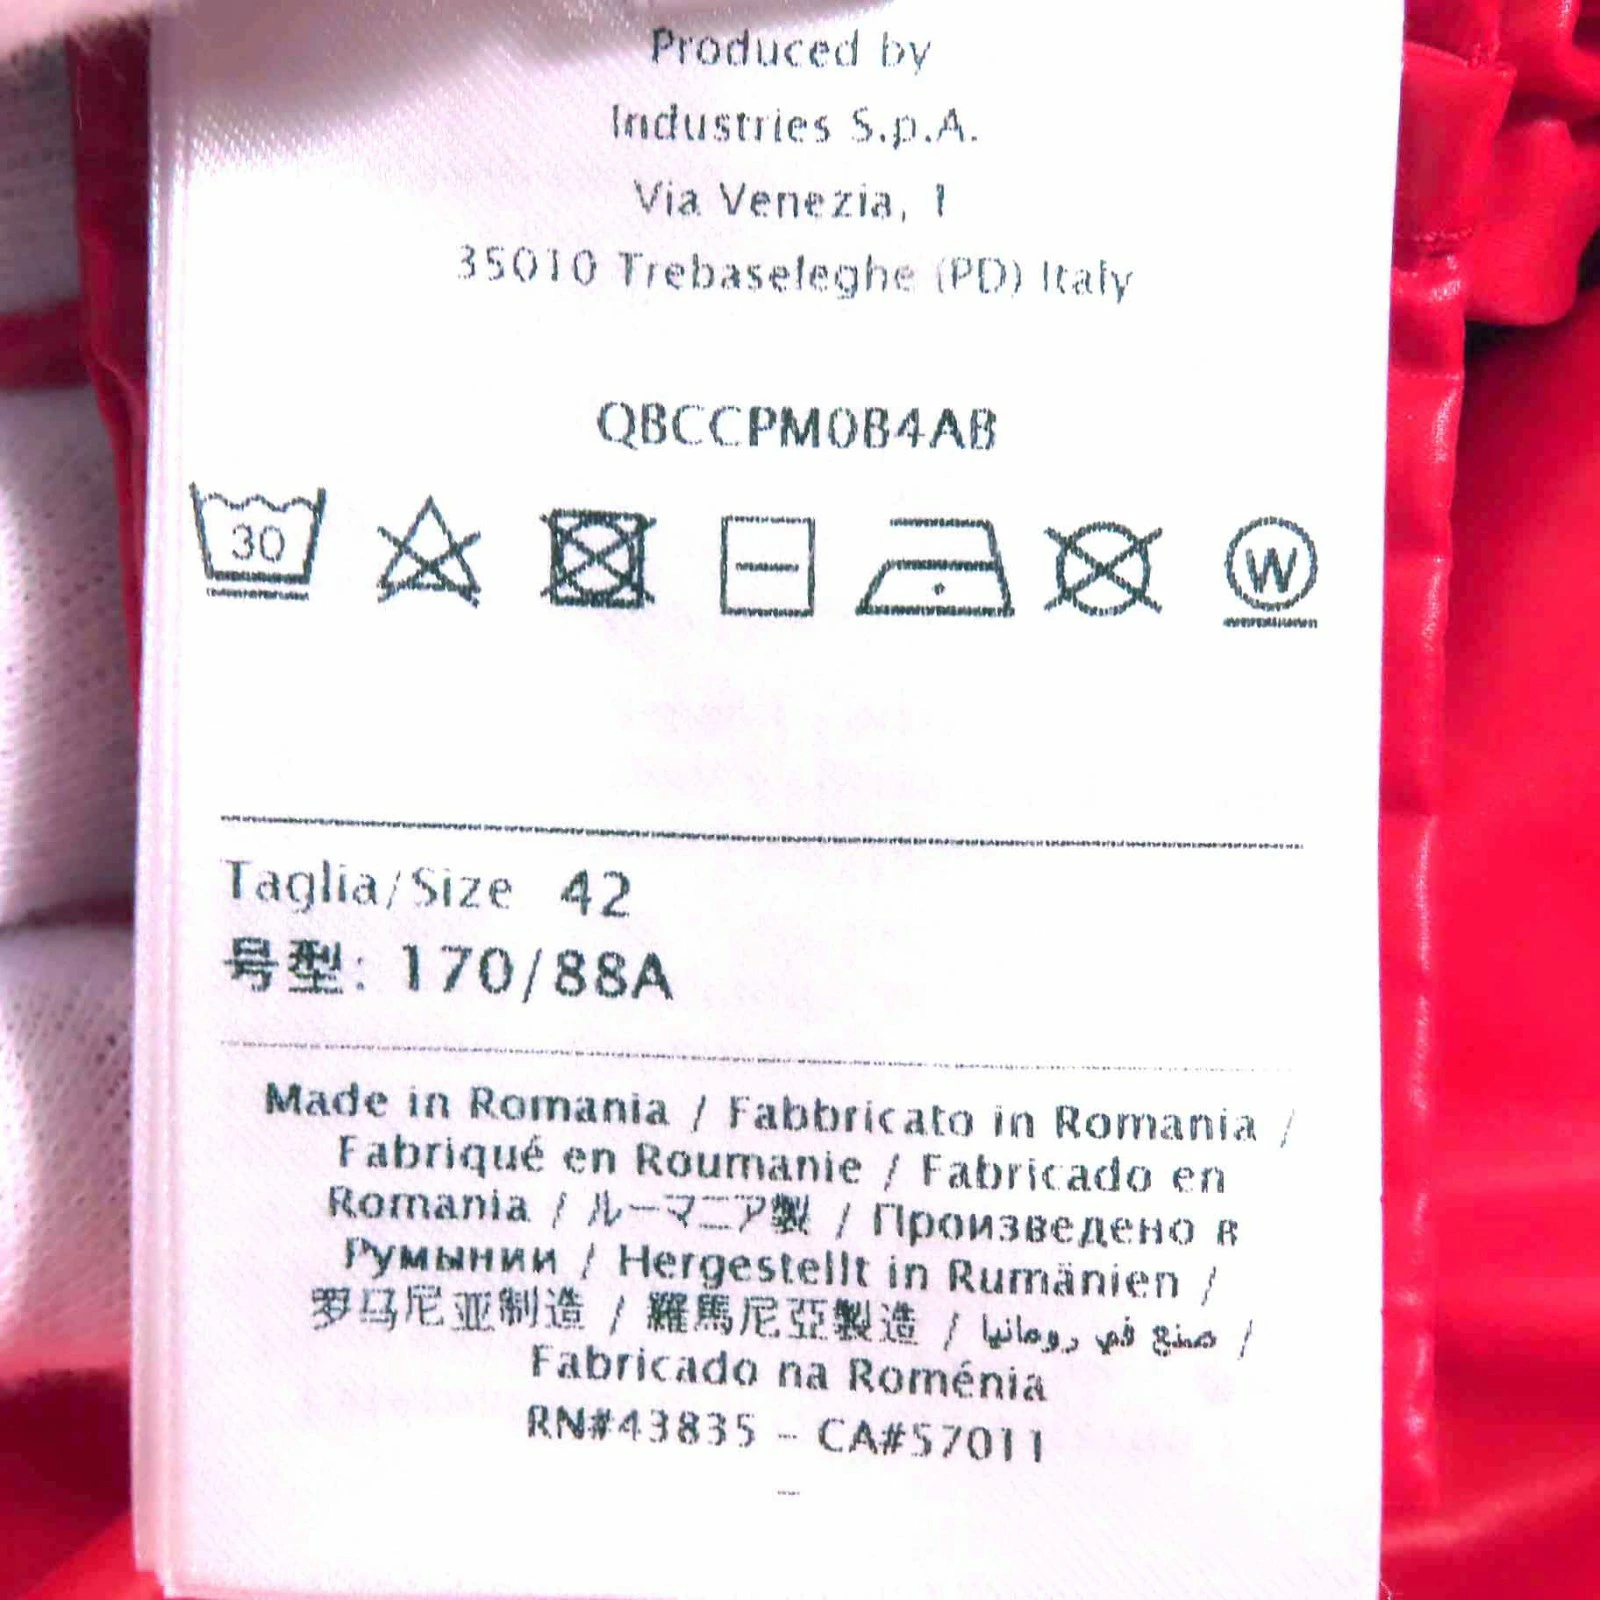 Produced by
Industries S.p.A.
Via Venezia, 1
35010 Trebaseleghe (PD) Italy
QBCCPM0B4AB
30
W
Taglia/Size 42
号型: 170/88A
Made in Romania / Fabbricato in Romania /
Fabriqué en Roumanie / Fabricado en
Romania / ルーマニア製 / Произведено в
Румынии / Hergestellt in Rumänien /
罗马尼亚制造 / 羅馬尼亞製造 / صنع في رومانيا /
Fabricado na Roménia
RN#43835 - CA#57011